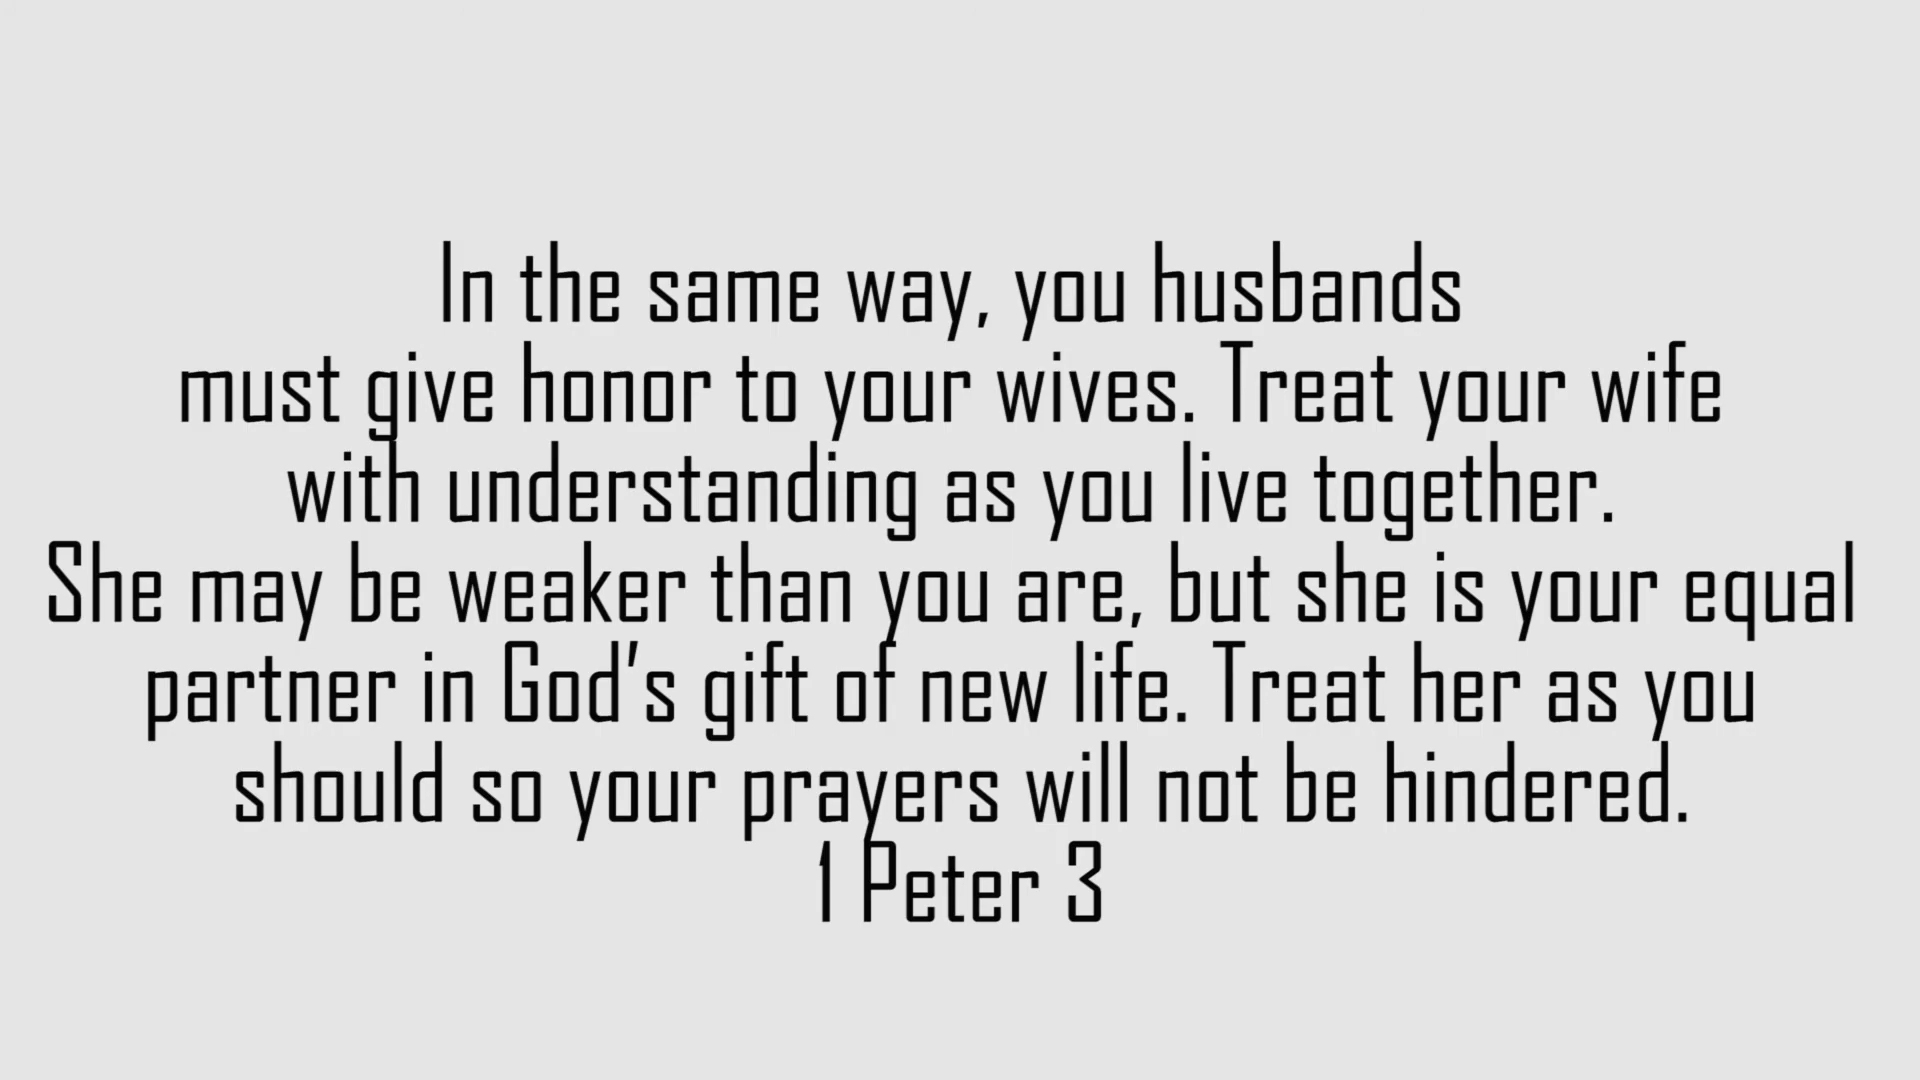 In the same way, you husbands
must give honor to your wives. Treat your wife
with understanding as you live together.
She may be weaker than you are, but she is your equal
partner in God's gift of new life. Treat her as you
should so your prayers will not be hindered.
1 Peter 3